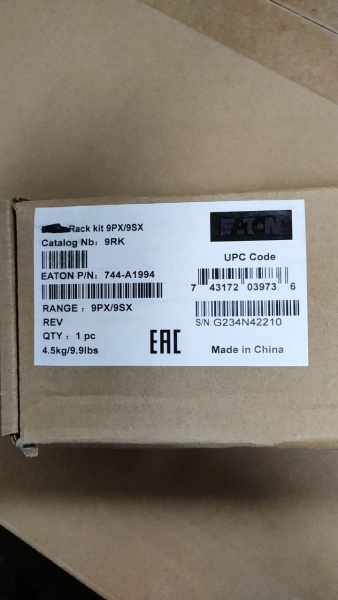 Rack kit 9PX/9SX
Catalog Nb: 9RK
EATON P/N: 744-A1994
RANGE : 9PX/9SX
REV
QTY : 1 pc
4.5kg/9.9lbs
EAC
EATON
UPC Code
7 43172 03973 6
S/N G234N42210
Made in China